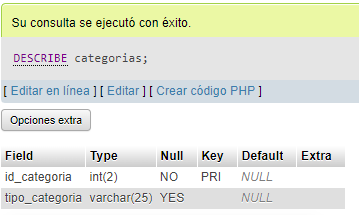 Su consulta se ejecutó con éxito.
DESCRIBE categorias;
[ Editar en línea ] [ Editar ] [ Crear código PHP ]
Opciones extra
Field Type Null Key Default Extra
id_categoria int(2) NO PRI NULL
tipo_categoria varchar(25) YES NULL